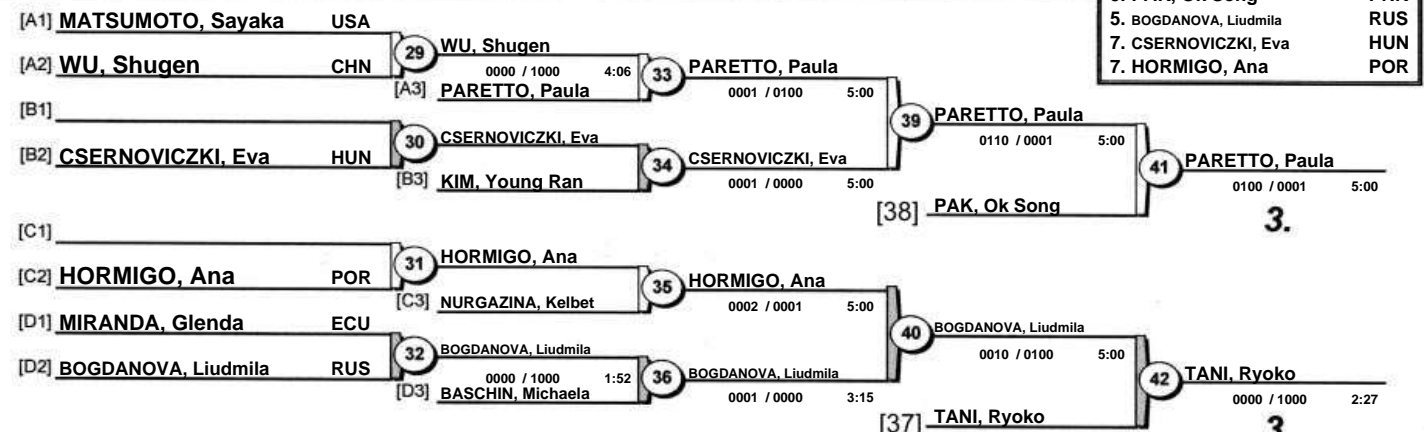 5. BOGDANOVA, Liudmila RUS
7. CSERNOVICZKI, Eva HUN
7. HORMIGO, Ana POR
[A1] MATSUMOTO, Sayaka USA
29 WU, Shugen
[A2] WU, Shugen CHN
0000 / 1000 4:06
33 PARETTO, Paula
[A3] PARETTO, Paula
0001 / 0100 5:00
[B1]
39 PARETTO, Paula
30 CSERNOVICZKI, Eva
0110 / 0001 5:00
[B2] CSERNOVICZKI, Eva HUN
34 CSERNOVICZKI, Eva
41 PARETTO, Paula
[B3] KIM, Young Ran
0001 / 0000 5:00
0100 / 0001 5:00
[38] PAK, Ok Song
3.
[C1]
31 HORMIGO, Ana
[C2] HORMIGO, Ana POR
35 HORMIGO, Ana
[C3] NURGAZINA, Kelbet
0002 / 0001 5:00
[D1] MIRANDA, Glenda ECU
40 BOGDANOVA, Liudmila
32 BOGDANOVA, Liudmila
0010 / 0100 5:00
[D2] BOGDANOVA, Liudmila RUS
0000 / 1000 1:52
36 BOGDANOVA, Liudmila
42 TANI, Ryoko
[D3] BASCHIN, Michaela
0001 / 0000 3:15
0000 / 1000 2:27
[37] TANI, Ryoko
3